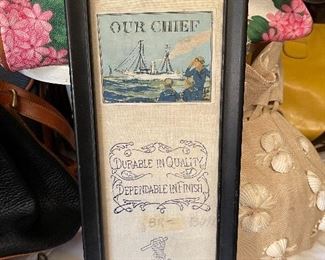 OUR CHIEF
DURABLE IN QUALITY
DEPENDABLE IN FINISH